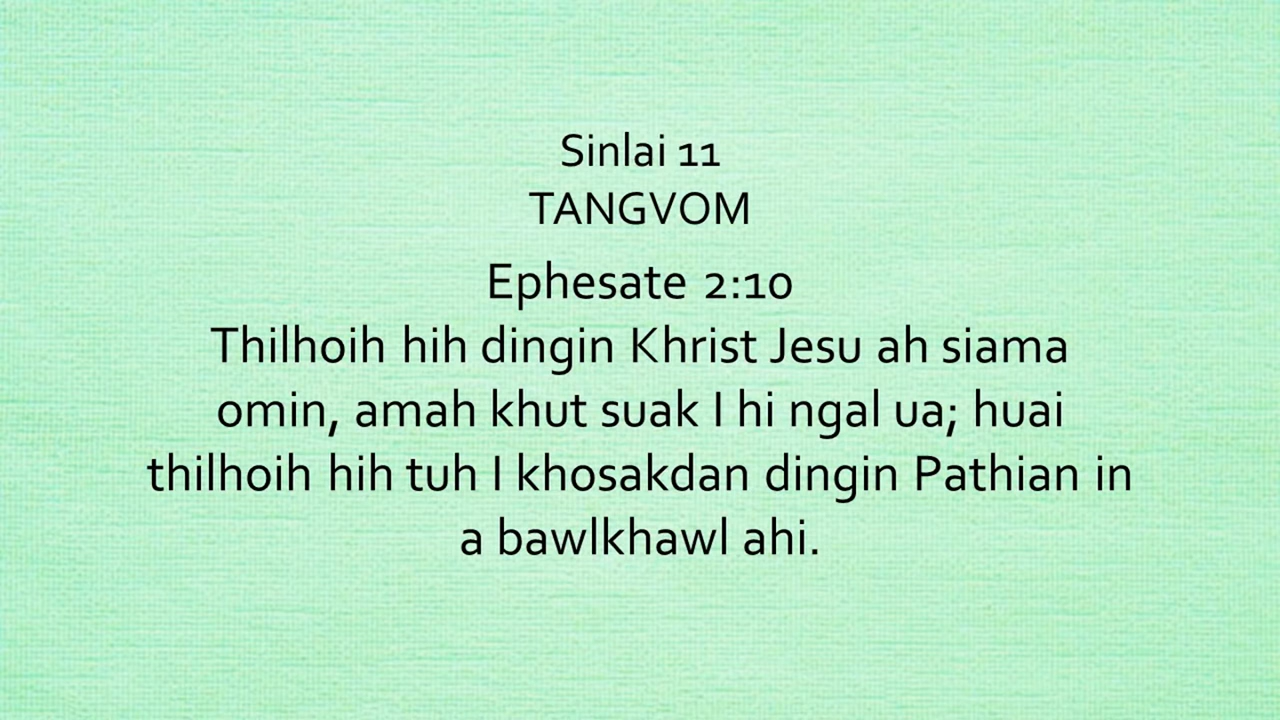 Sinlai 11
TANGVOM
Ephesate 2:10
Thilhoih hih dingin Khrist Jesu ah siama
omin, amah khut suak I hi ngal ua; huai
thilhoih hih tuh I khosakdan dingin Pathian in
a bawlkhawl ahi.